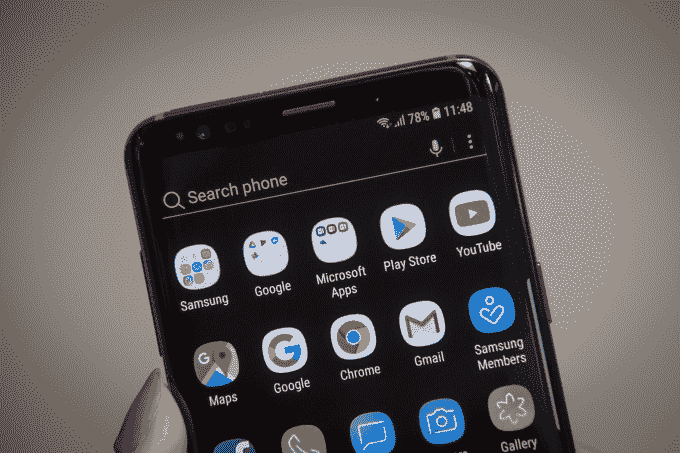 78% 11:48
Search phone
Samsung
Google
Microsoft
Apps
Play Store
YouTube
Maps
Google
Chrome
Gmail
Samsung
Members
Gallery